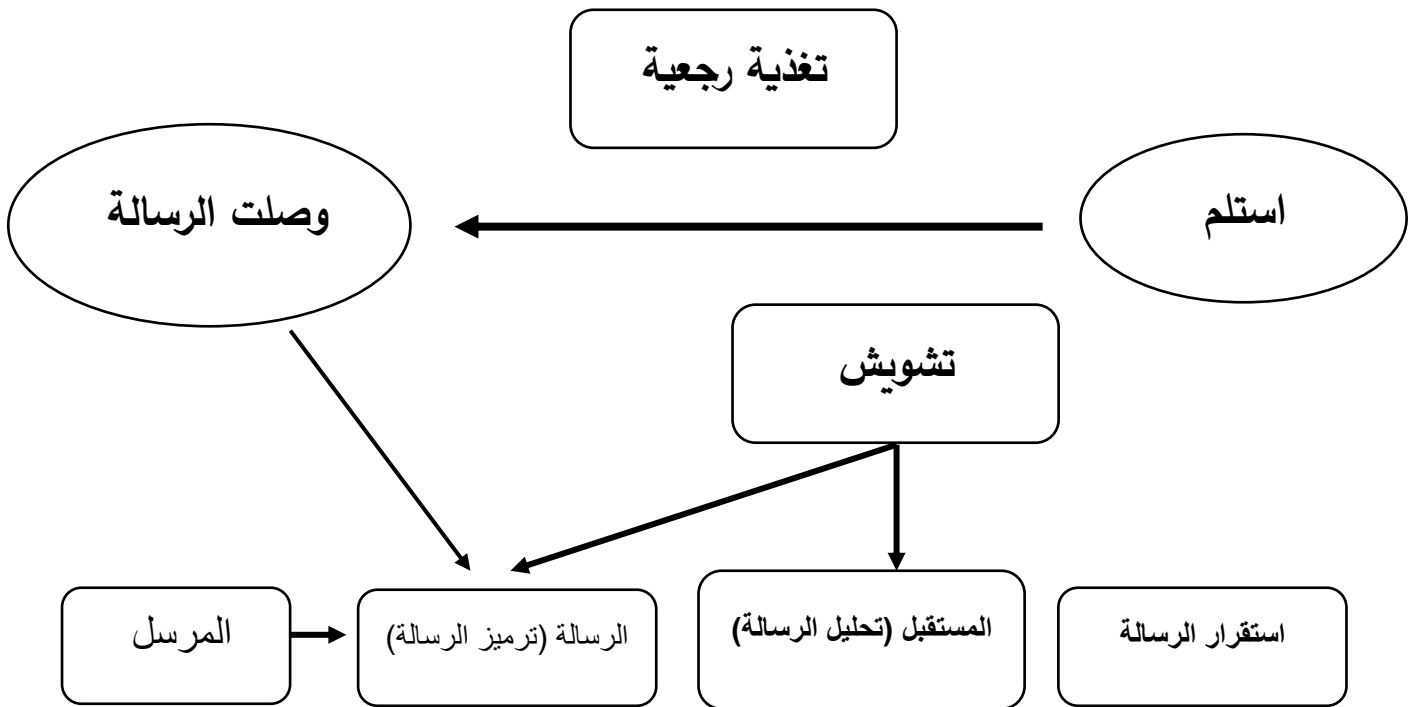 تغذية رجعية
استلم
وصلت الرسالة
تشويش
استقرار الرسالة
المستقبل (تحليل الرسالة)
الرسالة (ترميز الرسالة)
المرسل